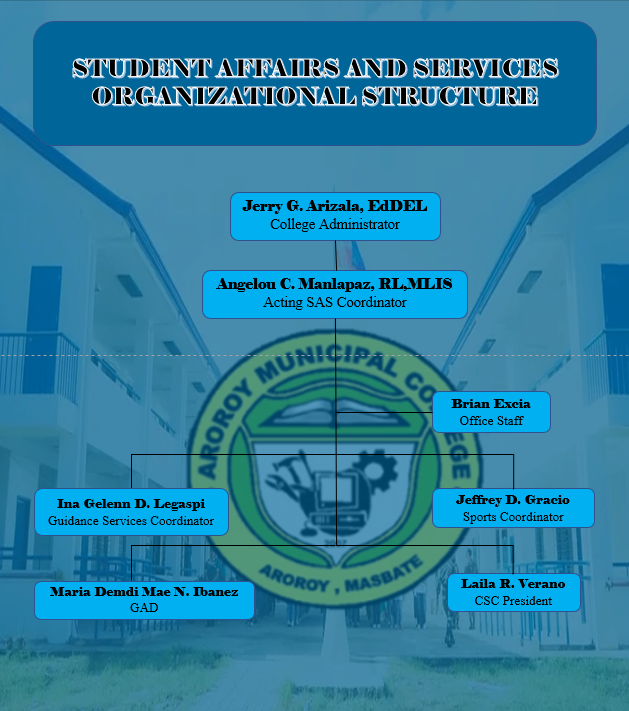 STUDENT AFFAIRS AND SERVICES
ORGANIZATIONAL STRUCTURE
Jerry G. Arizala, EdDEL
College Administrator
Angelou C. Manlapaz, RL,MLIS
Acting SAS Coordinator
AROROY MUNICIPAL COLLEGE
Brian Excia
Office Staff
Ina Gelenn D. Legaspi
Guidance Services Coordinator
Jeffrey D. Gracio
Sports Coordinator
AROROY , MASBATE
Maria Demdi Mae N. Ibanez
GAD
Laila R. Verano
CSC President